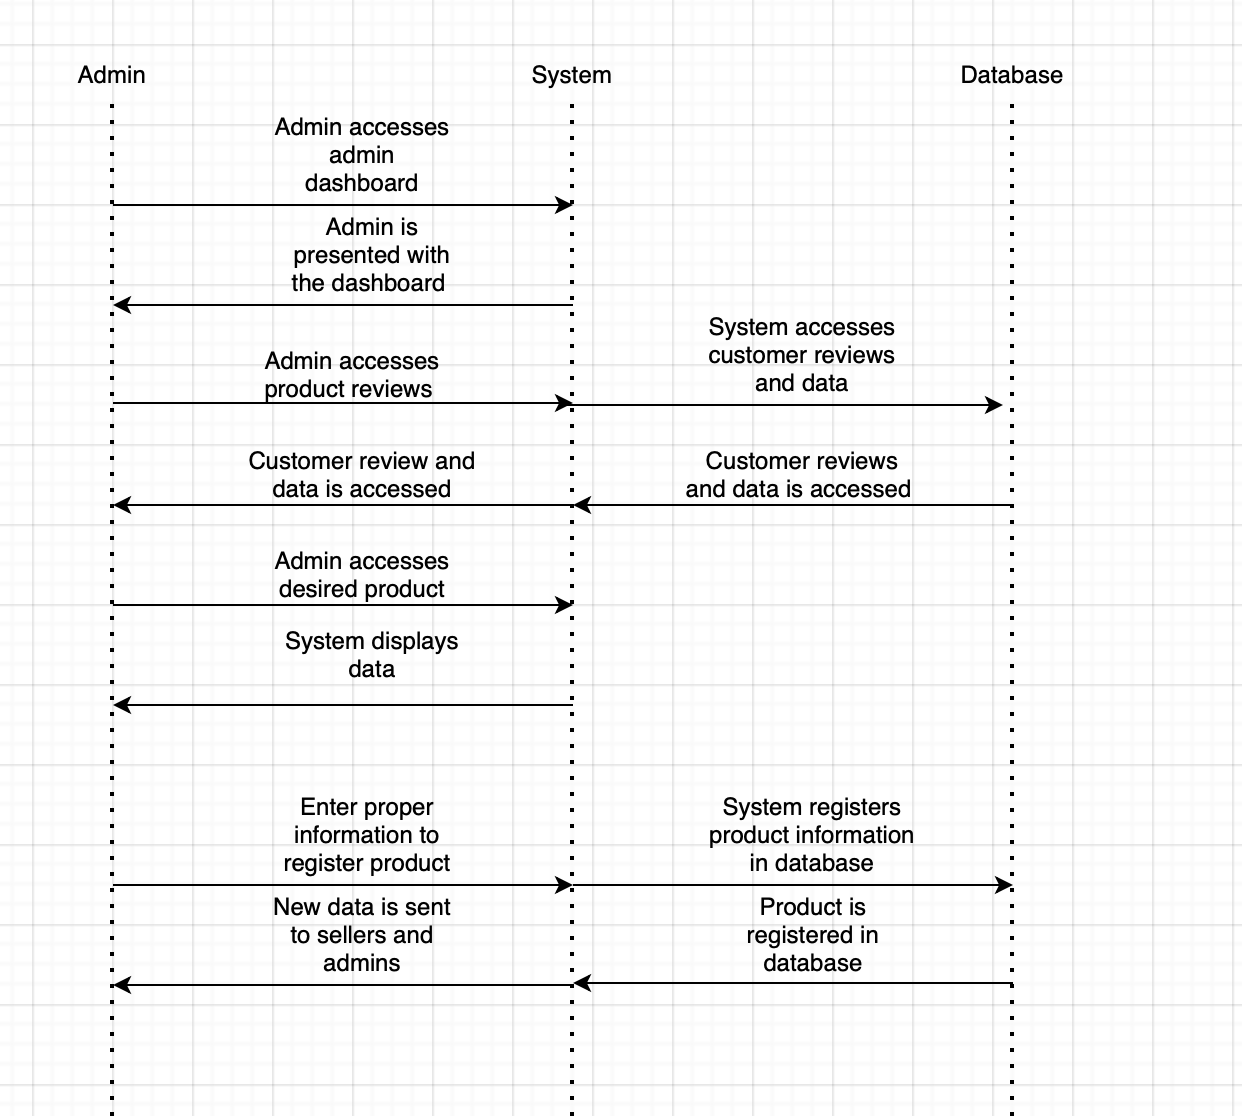 Admin
System
Database
Admin accesses
admin
dashboard
Admin is
presented with
the dashboard
Admin accesses
product reviews
System accesses
customer reviews
and data
Customer review and
data is accessed
Customer reviews
and data is accessed
Admin accesses
desired product
System displays
data
Enter proper
information to
register product
System registers
product information
in database
New data is sent
to sellers and
admins
Product is
registered in
database